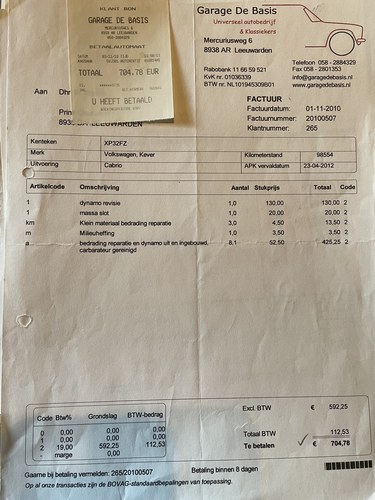 KLANT BON
GARAGE DE BASIS
MERCURIUSWEG 6
8938 AR LEEUWARDEN
BETAALAUTOMAAT
TOTAAL 704,78 EUR
U HEEFT BETAALD
Garage De Basis
Universeel autobedrijf
& Klassiekers
Mercuriusweg 6
8938 AR Leeuwarden
Rabobank 11 66 59 521
KvK nr. 01036339
BTW nr. NL101945309B01
Telefoon 058 - 2884329
Fax 058 - 2801353
info@garagedebasis.nl
www.garagedebasis.nl
Aan Dhr
Prin
893 LEEUWARDEN
FACTUUR
Factuurdatum: 01-11-2010
Factuurnummer: 20100507
Klantnummer: 265
Kenteken XP32FZ
Merk Volkswagen, Kever Kilometerstand 98554
Uitvoering Cabrio APK vervaldatum 23-04-2012
Artikelcode Omschrijving Aantal Stukprijs Totaal Code
1 dynamo revisie 1,0 130,00 130,00 2
1 massa slot 1,0 20,00 20,00 2
km Klein materiaal bedrading reparatie 3,0 4,50 13,50 2
m Milieuheffing 1,0 3,50 3,50 2
a bedrading reparatie en dynamo uit en ingebouwd, 8,1 52,50 425,25 2
carbarateur gereinigd
Code Btw% Grondslag BTW-bedrag
0 0,00 0,00 0,00
1 0,00 0,00 0,00
2 19,00 592,25 112,53
- marge 0,00
Excl. BTW € 592,25
Totaal BTW 112,53
Te betalen € 704,78
Gaarne bij betaling vermelden: 265/20100507 Betaling binnen 8 dagen
Op al onze transacties zijn de BOVAG-standaardbepalingen van toepassing.